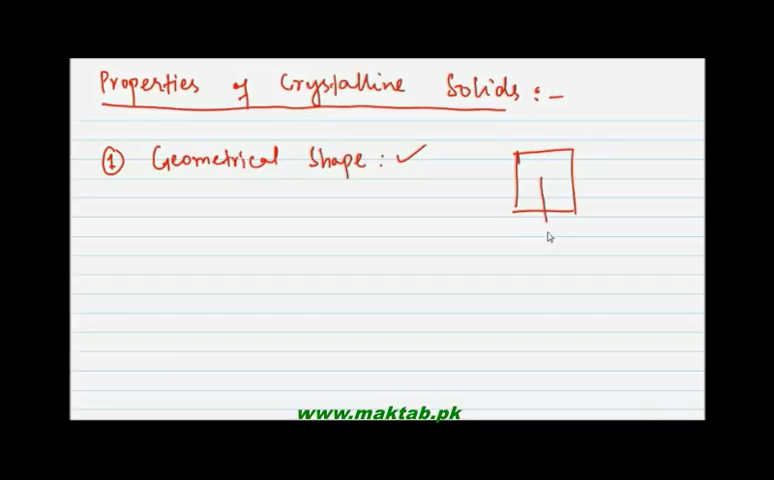 Properties of Crystalline Solids :-
① Geometrical Shape : ✓
www.maktab.pk